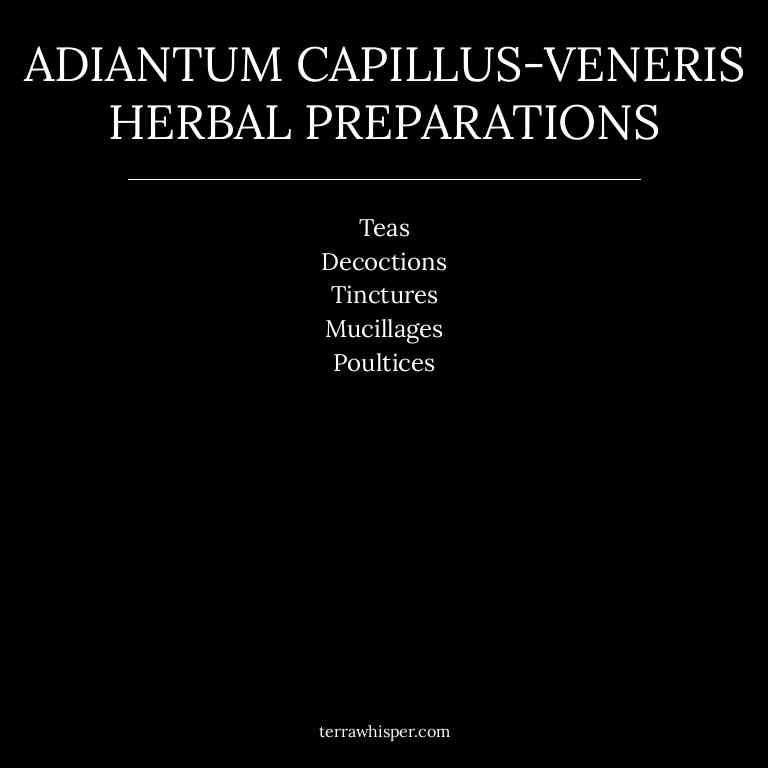 ADIANTUM CAPILLUS-VENERIS
HERBAL PREPARATIONS
Teas
Decoctions
Tinctures
Mucillages
Poultices
terrawhisper.com